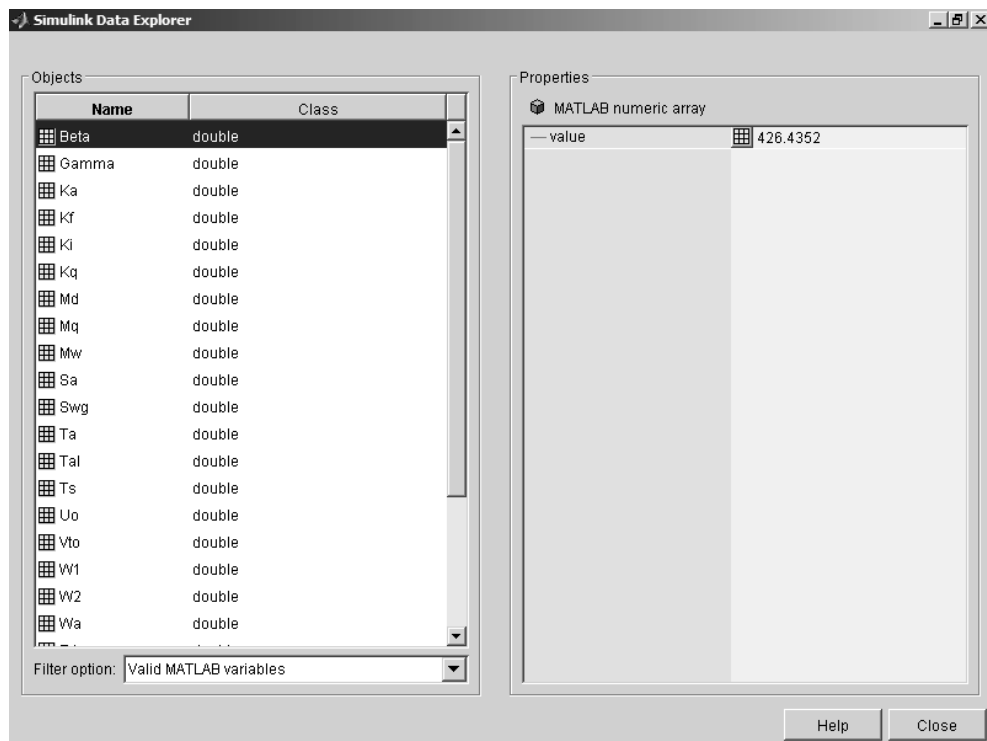 Simulink Data Explorer
Objects
Name Class
Beta double
Gamma double
Ka double
Kf double
Ki double
Kq double
Md double
Mq double
Mw double
Sa double
Swg double
Ta double
Tal double
Ts double
Uo double
Vto double
W1 double
W2 double
Wa double
Filter option: Valid MATLAB variables
Properties
MATLAB numeric array
value 426.4352
Help Close